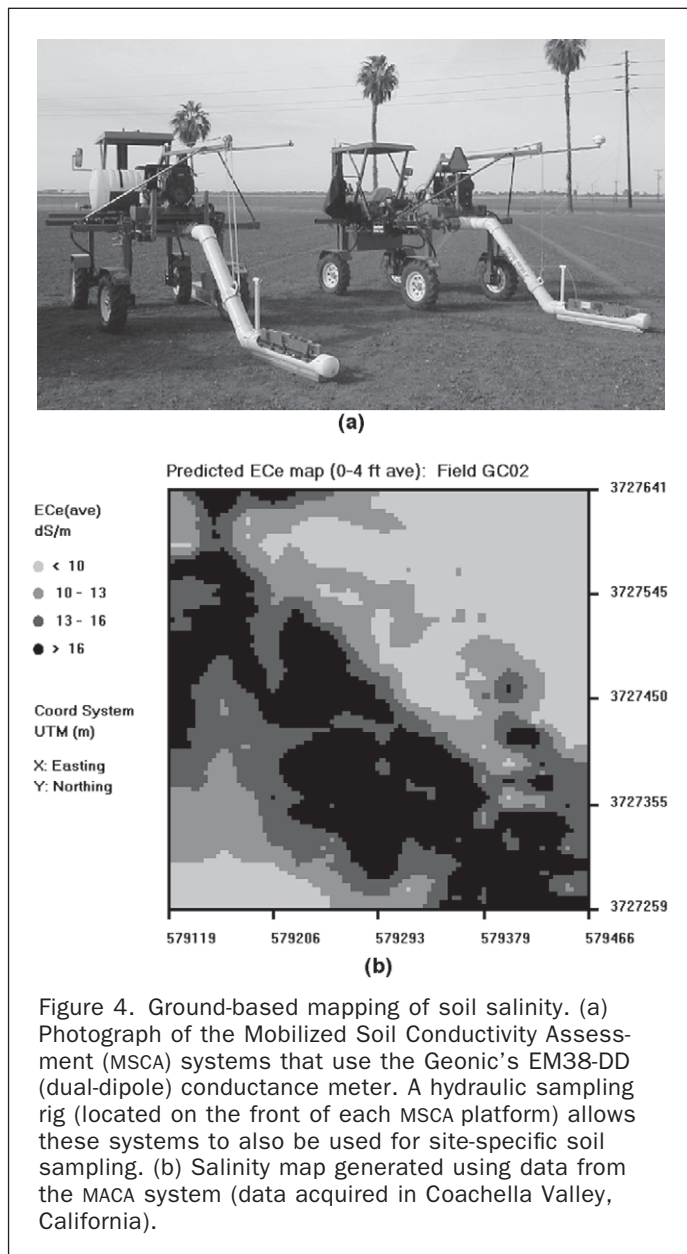 (a)
Predicted ECe map (0-4 ft ave): Field GC02
ECe(ave)
dS/m
< 10
10 - 13
13 - 16
> 16
Coord System
UTM (m)
X: Easting
Y: Northing
3727641
3727545
3727450
3727355
3727259
579119 579206 579293 579379 579466
(b)
Figure 4. Ground-based mapping of soil salinity. (a)
Photograph of the Mobilized Soil Conductivity Assess-
ment (MSCA) systems that use the Geonic's EM38-DD
(dual-dipole) conductance meter. A hydraulic sampling
rig (located on the front of each MSCA platform) allows
these systems to also be used for site-specific soil
sampling. (b) Salinity map generated using data from
the MACA system (data acquired in Coachella Valley,
California).